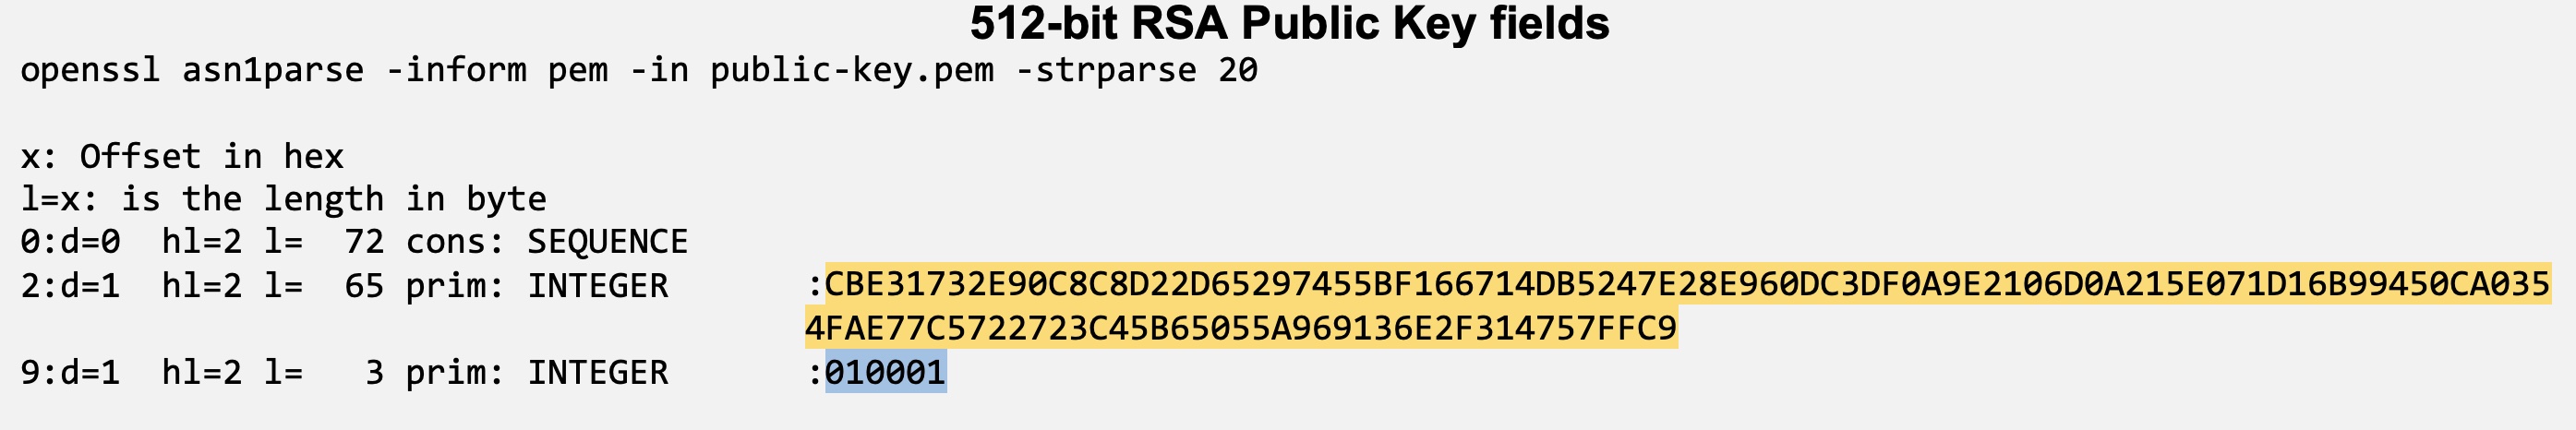 512-bit RSA Public Key fields
openssl asn1parse -inform pem -in public-key.pem -strparse 20
x: Offset in hex
l=x: is the length in byte
0:d=0  hl=2 l=  72 cons: SEQUENCE
2:d=1  hl=2 l=  65 prim: INTEGER       :CBE31732E90C8C8D22D65297455BF166714DB5247E28E960DC3DF0A9E2106D0A215E071D16B99450CA035
4FAE77C5722723C45B65055A969136E2F314757FFC9
9:d=1  hl=2 l=   3 prim: INTEGER       :010001